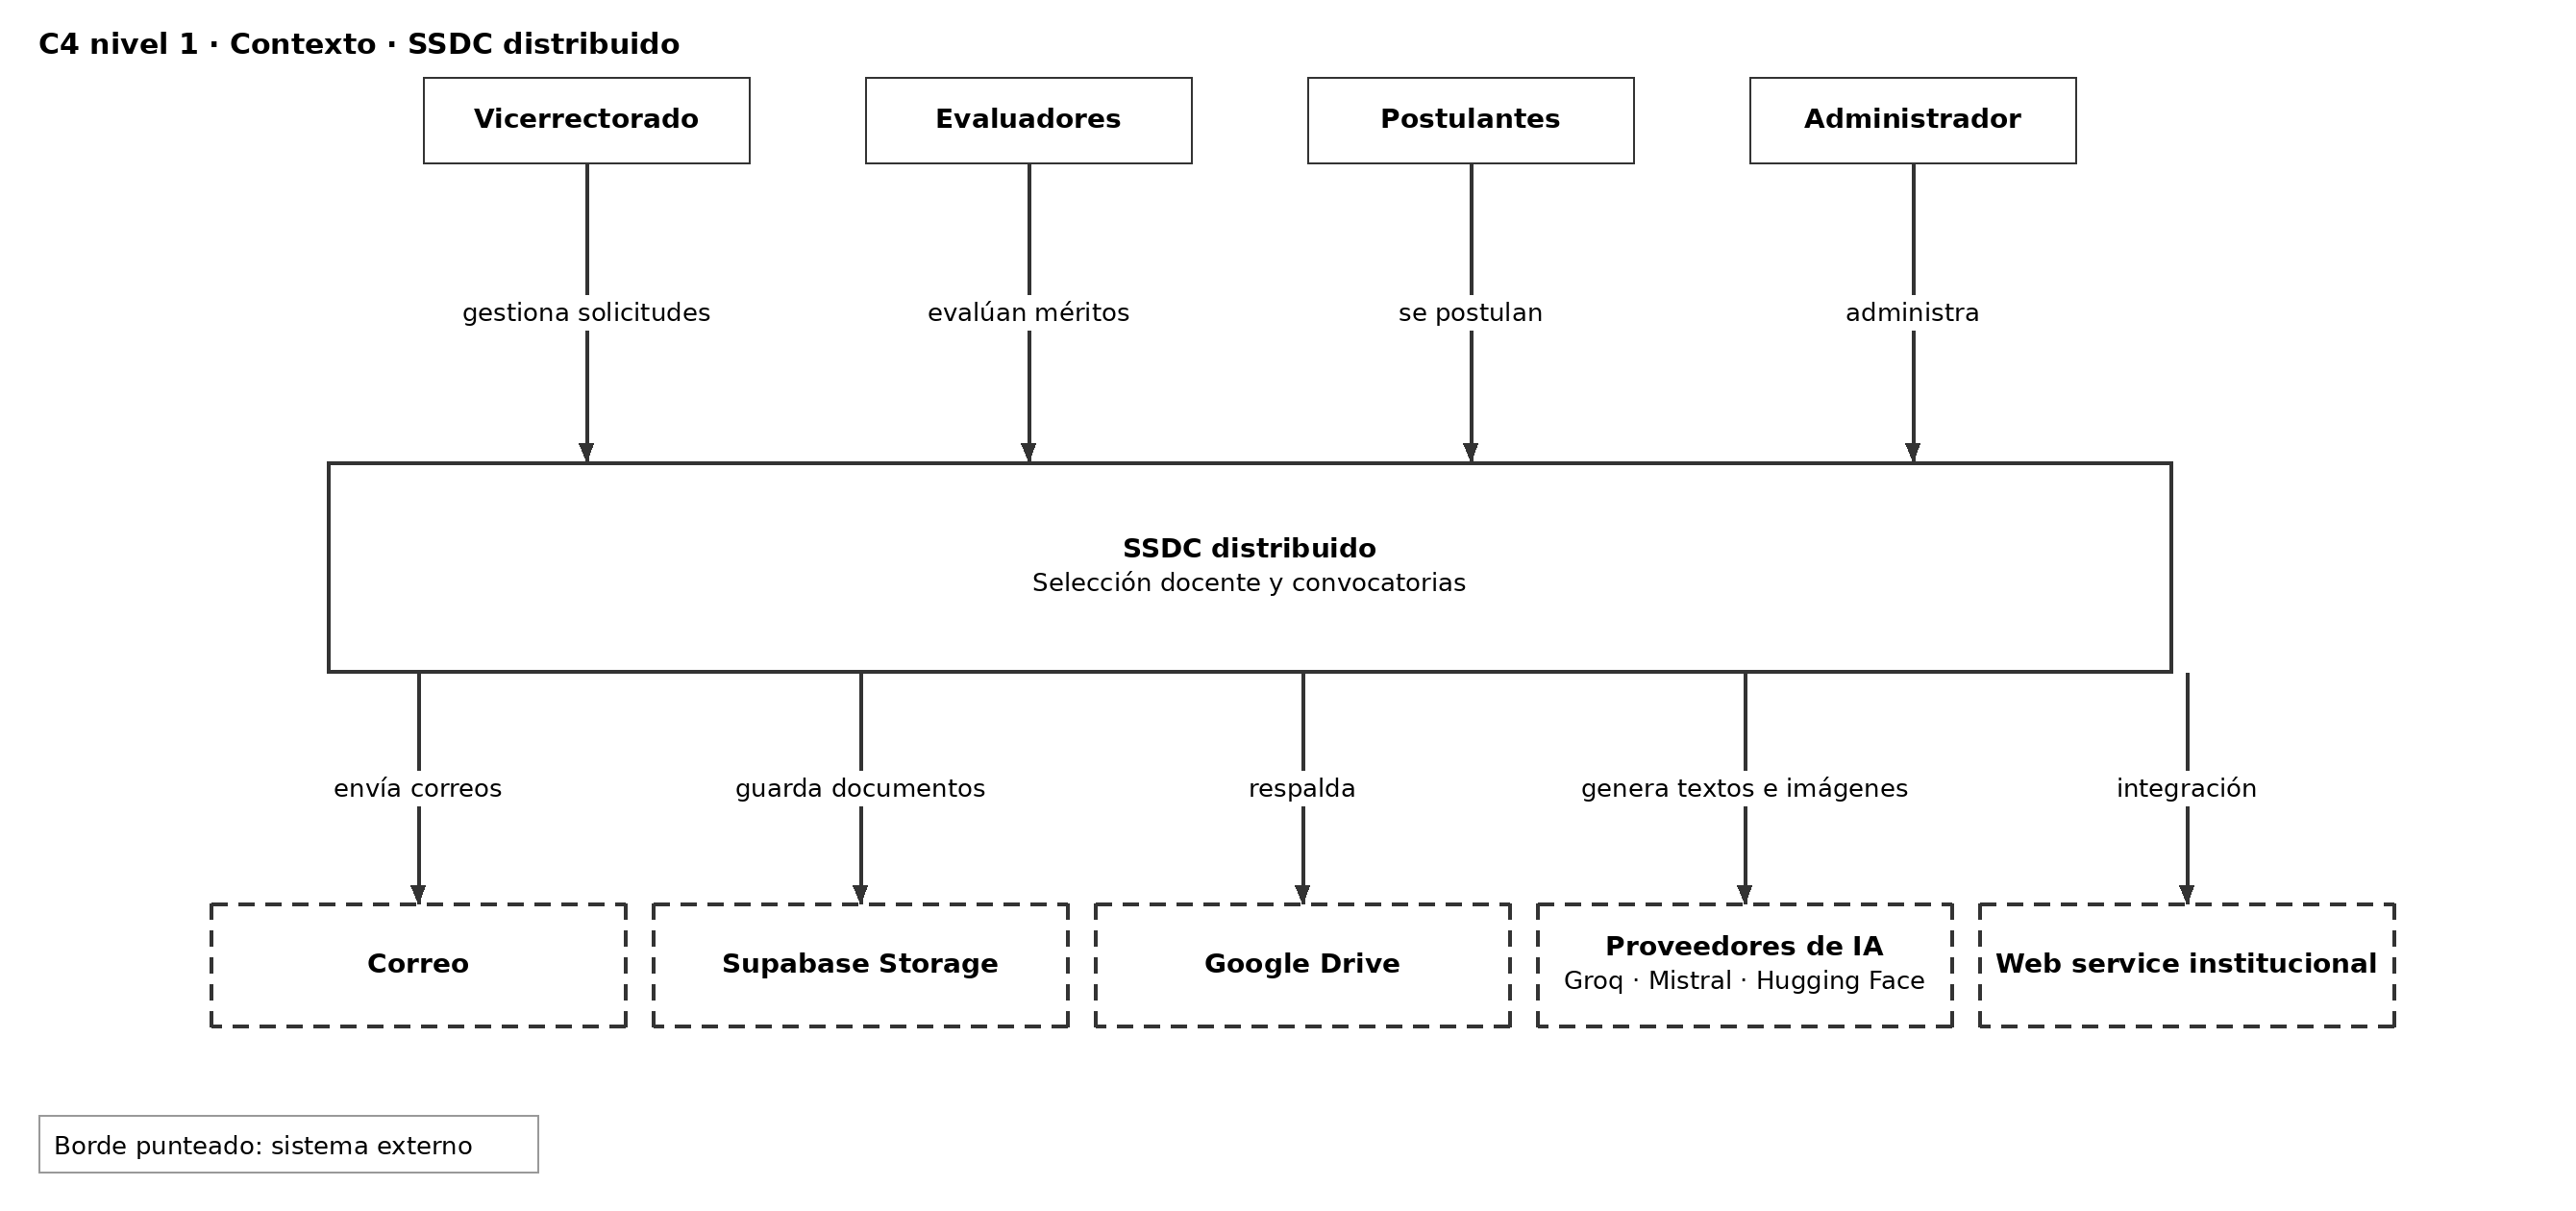 C4 nivel 1 · Contexto · SSDC distribuido
Vicerrectorado
Evaluadores
Postulantes
Administrador
gestiona solicitudes
evalúan méritos
se postulan
administra
SSDC distribuido
Selección docente y convocatorias
envía correos
guarda documentos
respalda
genera textos e imágenes
integración
Correo
Supabase Storage
Google Drive
Proveedores de IA
Groq · Mistral · Hugging Face
Web service institucional
Borde punteado: sistema externo